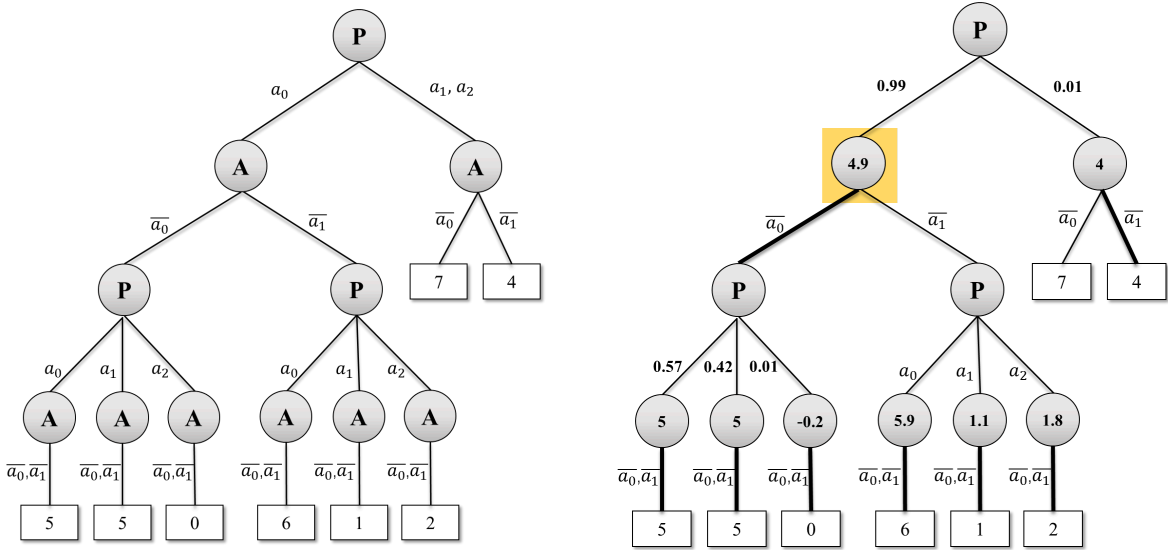 P
P
a₀
a₁, a₂
0.99
0.01
A
A
4.9
4
a̅₀
a̅₁
a̅₀
a̅₁
a̅₀
a̅₁
a̅₀
a̅₁
P
P
7
4
P
P
7
4
a₀
a₁
a₂
a₀
a₁
a₂
0.57
0.42
0.01
a₀
a₁
a₂
A
A
A
A
A
A
5
5
-0.2
5.9
1.1
1.8
a̅₀,a̅₁
a̅₀,a̅₁
a̅₀,a̅₁
a̅₀,a̅₁
a̅₀,a̅₁
a̅₀,a̅₁
a̅₀,a̅₁
a̅₀,a̅₁
a̅₀,a̅₁
a̅₀,a̅₁
a̅₀,a̅₁
a̅₀,a̅₁
5
5
0
6
1
2
5
5
0
6
1
2